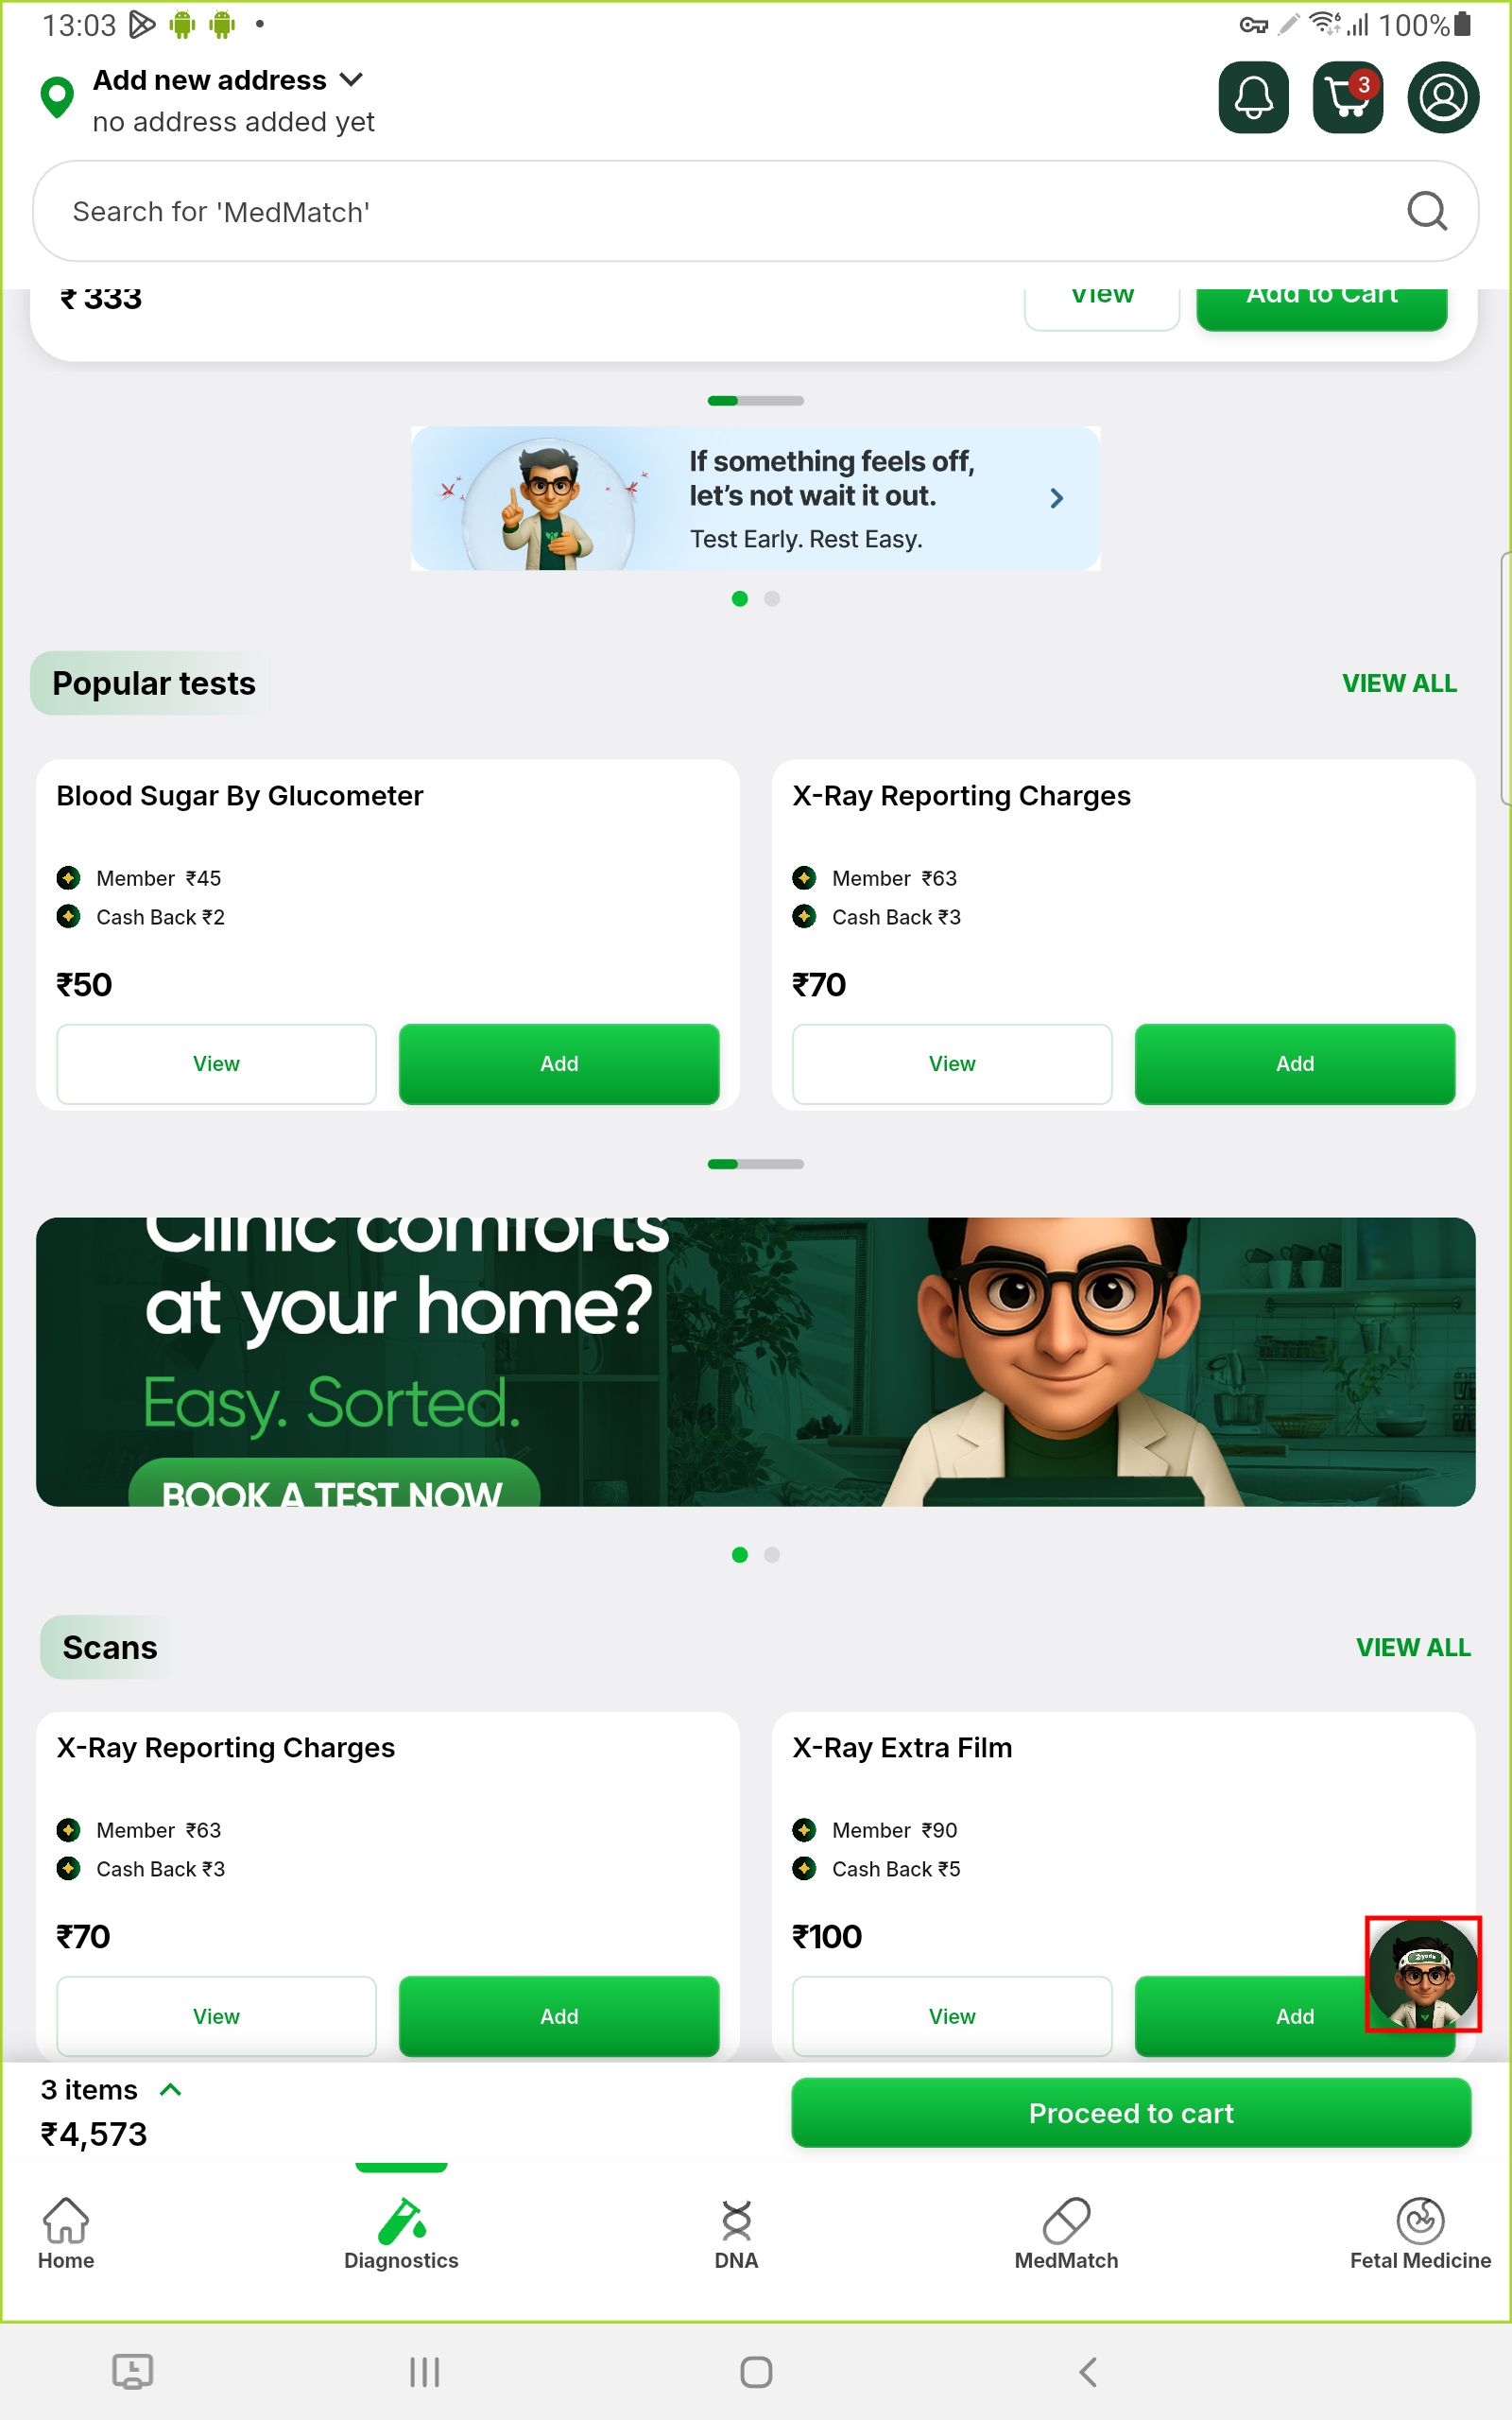 13:03
100%
Add new address
no address added yet
3
Search for 'MedMatch'
₹ 333
View
Add to Cart
If something feels off,
let's not wait it out.
Test Early. Rest Easy.
Popular tests
VIEW ALL
Blood Sugar By Glucometer
Member ₹45
Cash Back ₹2
₹50
View
Add
X-Ray Reporting Charges
Member ₹63
Cash Back ₹3
₹70
View
Add
Clinic comforts
at your home?
Easy. Sorted.
BOOK A TEST NOW
Scans
VIEW ALL
X-Ray Reporting Charges
Member ₹63
Cash Back ₹3
₹70
View
Add
X-Ray Extra Film
Member ₹90
Cash Back ₹5
₹100
View
Add
3 items
₹4,573
Proceed to cart
Home
Diagnostics
DNA
MedMatch
Fetal Medicine